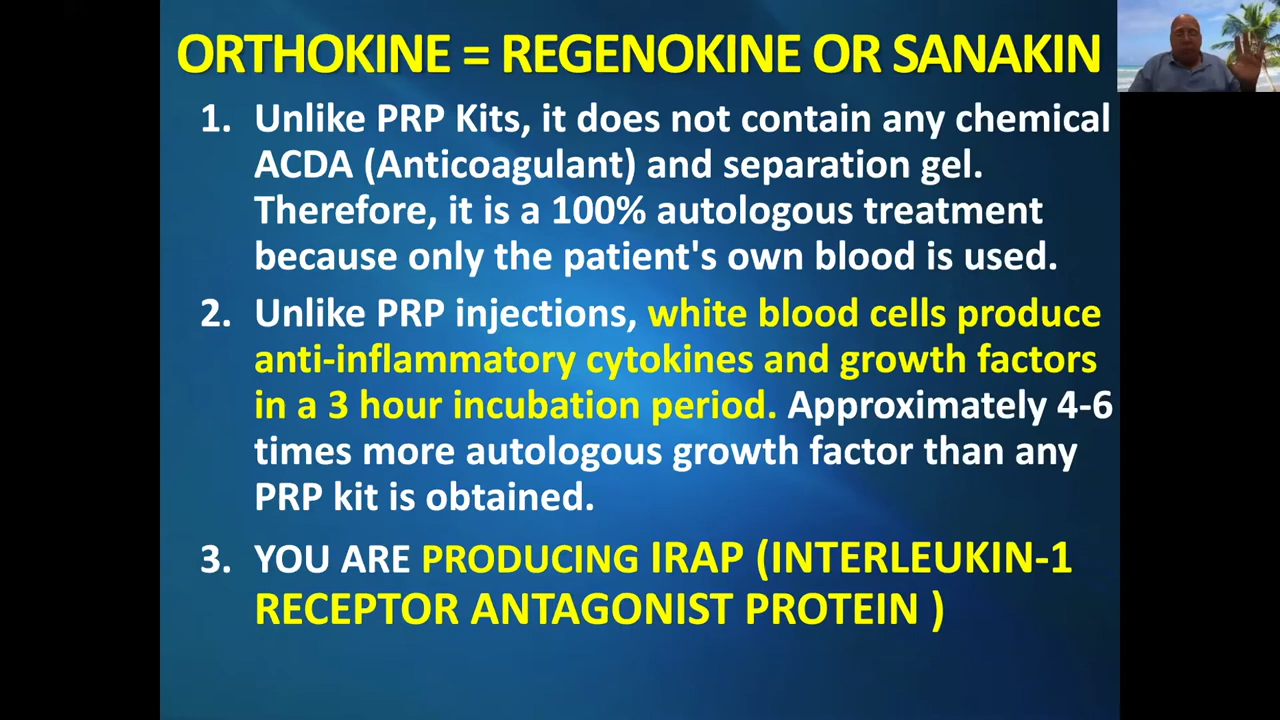 ORTHOKINE = REGENOKINE OR SANAKIN
1. Unlike PRP Kits, it does not contain any chemical
ACDA (Anticoagulant) and separation gel.
Therefore, it is a 100% autologous treatment
because only the patient's own blood is used.
2. Unlike PRP injections, white blood cells produce
anti-inflammatory cytokines and growth factors
in a 3 hour incubation period. Approximately 4-6
times more autologous growth factor than any
PRP kit is obtained.
3. YOU ARE PRODUCING IRAP (INTERLEUKIN-1
RECEPTOR ANTAGONIST PROTEIN )